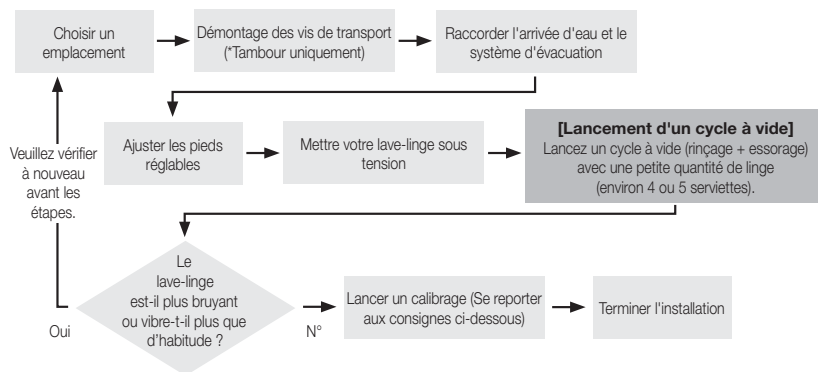 Choisir un
emplacement
Démontage des vis de transport
(*Tambour uniquement)
Raccorder l'arrivée d'eau et le
système d'évacuation
Ajuster les pieds
réglables
Mettre votre lave-linge sous
tension
[Lancement d'un cycle à vide]
Lancez un cycle à vide (rinçage + essorage)
avec une petite quantité de linge
(environ 4 ou 5 serviettes).
Veuillez vérifier
à nouveau
avant les
étapes.
Le
lave-linge
est-il plus bruyant
ou vibre-t-il plus que
d'habitude ?
Oui
N°
Lancer un calibrage (Se reporter
aux consignes ci-dessous)
Terminer l'installation